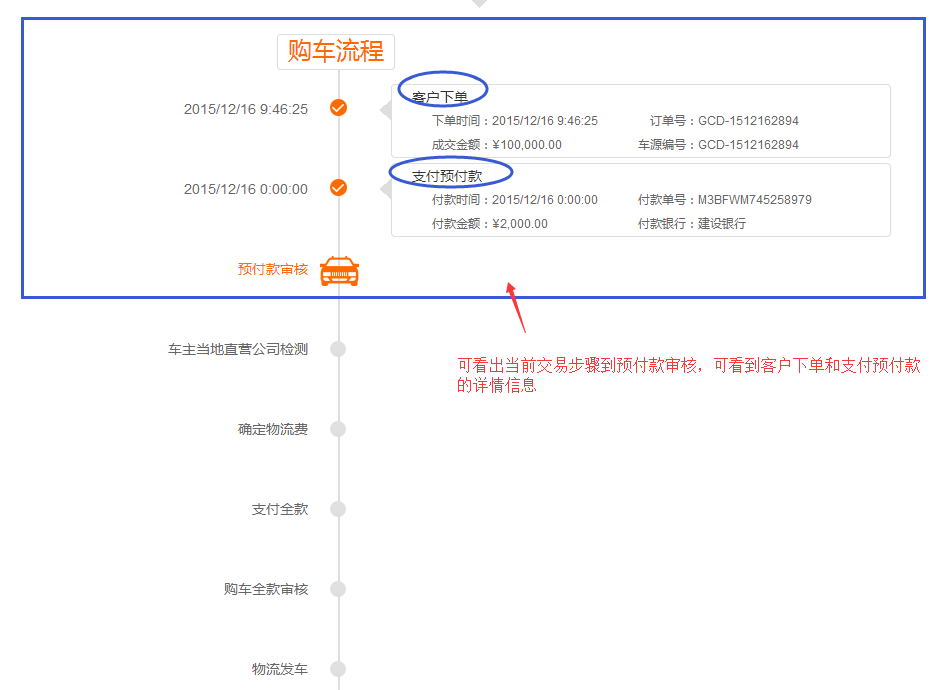 购车流程
2015/12/16 9:46:25
客户下单
下单时间：2015/12/16 9:46:25 订单号：GCD-1512162894
成交金额：¥100,000.00 车源编号：GCD-1512162894
2015/12/16 0:00:00
支付预付款
付款时间：2015/12/16 0:00:00 付款单号：M3BFWM745258979
付款金额：¥2,000.00 付款银行：建设银行
预付款审核
车主当地直营公司检测
可看出当前交易步骤到预付款审核，可看到客户下单和支付预付款
的详情信息
确定物流费
支付全款
购车全款审核
物流发车